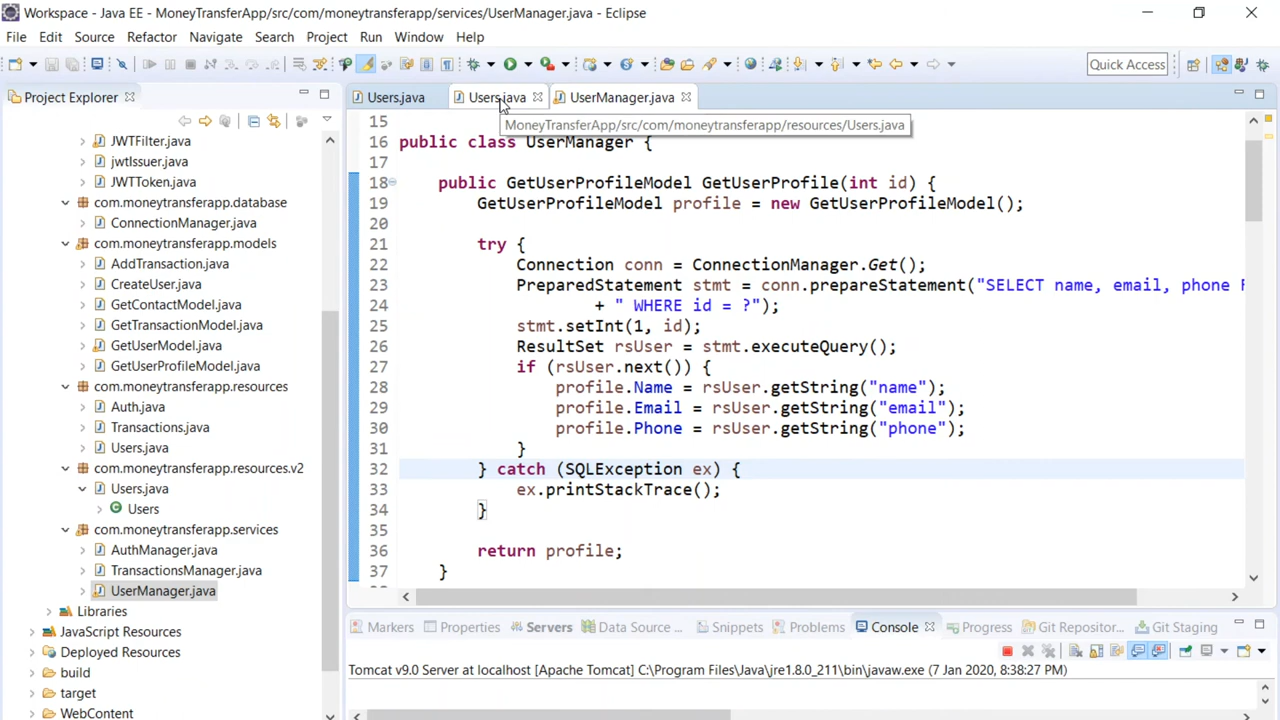 Workspace - Java EE - MoneyTransferApp/src/com/moneytransferapp/services/UserManager.java - Eclipse
File Edit Source Refactor Navigate Search Project Run Window Help
Quick Access
Project Explorer
JWTFilter.java
jwtIssuer.java
JWTToken.java
com.moneytransferapp.database
ConnectionManager.java
com.moneytransferapp.models
AddTransaction.java
CreateUser.java
GetContactModel.java
GetTransactionModel.java
GetUserModel.java
GetUserProfileModel.java
com.moneytransferapp.resources
Auth.java
Transactions.java
Users.java
com.moneytransferapp.resources.v2
Users.java
Users
com.moneytransferapp.services
AuthManager.java
TransactionsManager.java
UserManager.java
Libraries
JavaScript Resources
Deployed Resources
build
target
WebContent
Users.java Users.java UserManager.java
MoneyTransferApp/src/com/moneytransferapp/resources/Users.java
15
16 public class UserManager {
17
18 public GetUserProfileModel GetUserProfile(int id) {
19 GetUserProfileModel profile = new GetUserProfileModel();
20
21 try {
22 Connection conn = ConnectionManager.Get();
23 PreparedStatement stmt = conn.prepareStatement("SELECT name, email, phone
24 + " WHERE id = ?");
25 stmt.setInt(1, id);
26 ResultSet rsUser = stmt.executeQuery();
27 if (rsUser.next()) {
28 profile.Name = rsUser.getString("name");
29 profile.Email = rsUser.getString("email");
30 profile.Phone = rsUser.getString("phone");
31 }
32 } catch (SQLException ex) {
33 ex.printStackTrace();
34 }
35
36 return profile;
37 }
Markers Properties Servers Data Source ... Snippets Problems Console Progress Git Repositor... Git Staging
Tomcat v9.0 Server at localhost [Apache Tomcat] C:\Program Files\Java\jre1.8.0_211\bin\javaw.exe (7 Jan 2020, 8:38:27 PM)